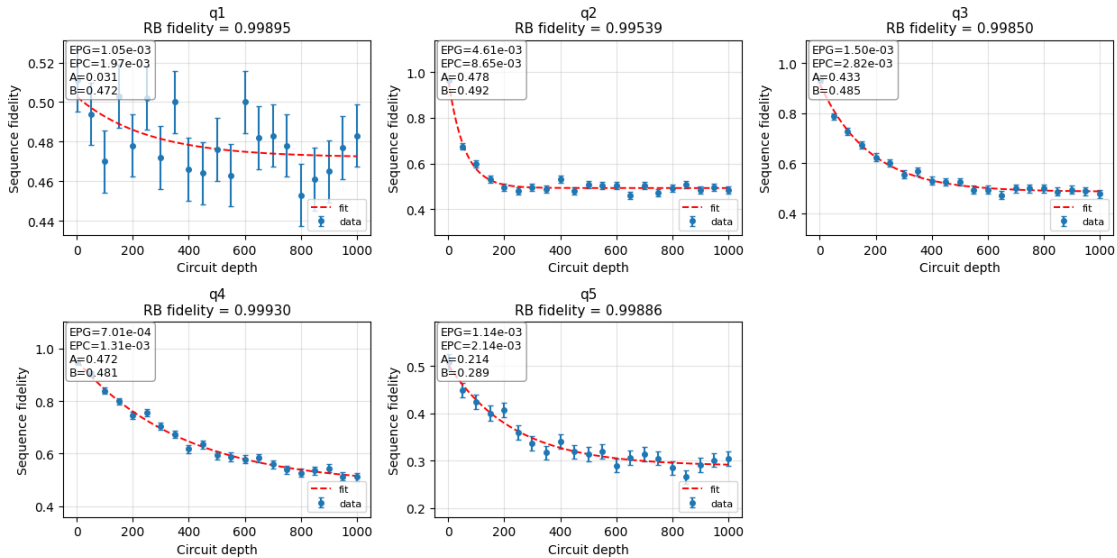 q1
RB fidelity = 0.99895
EPG=1.05e-03
EPC=1.97e-03
A=0.031
B=0.472
0.52
0.50
0.48
0.46
0.44
Sequence fidelity
0 200 400 600 800 1000
Circuit depth
fit
data
q2
RB fidelity = 0.99539
EPG=4.61e-03
EPC=8.65e-03
A=0.478
B=0.492
1.0
0.8
0.6
0.4
Sequence fidelity
0 200 400 600 800 1000
Circuit depth
fit
data
q3
RB fidelity = 0.99850
EPG=1.50e-03
EPC=2.82e-03
A=0.433
B=0.485
1.0
0.8
0.6
0.4
Sequence fidelity
0 200 400 600 800 1000
Circuit depth
fit
data
q4
RB fidelity = 0.99930
EPG=7.01e-04
EPC=1.31e-03
A=0.472
B=0.481
1.0
0.8
0.6
0.4
Sequence fidelity
0 200 400 600 800 1000
Circuit depth
fit
data
q5
RB fidelity = 0.99886
EPG=1.14e-03
EPC=2.14e-03
A=0.214
B=0.289
0.5
0.4
0.3
0.2
Sequence fidelity
0 200 400 600 800 1000
Circuit depth
fit
data